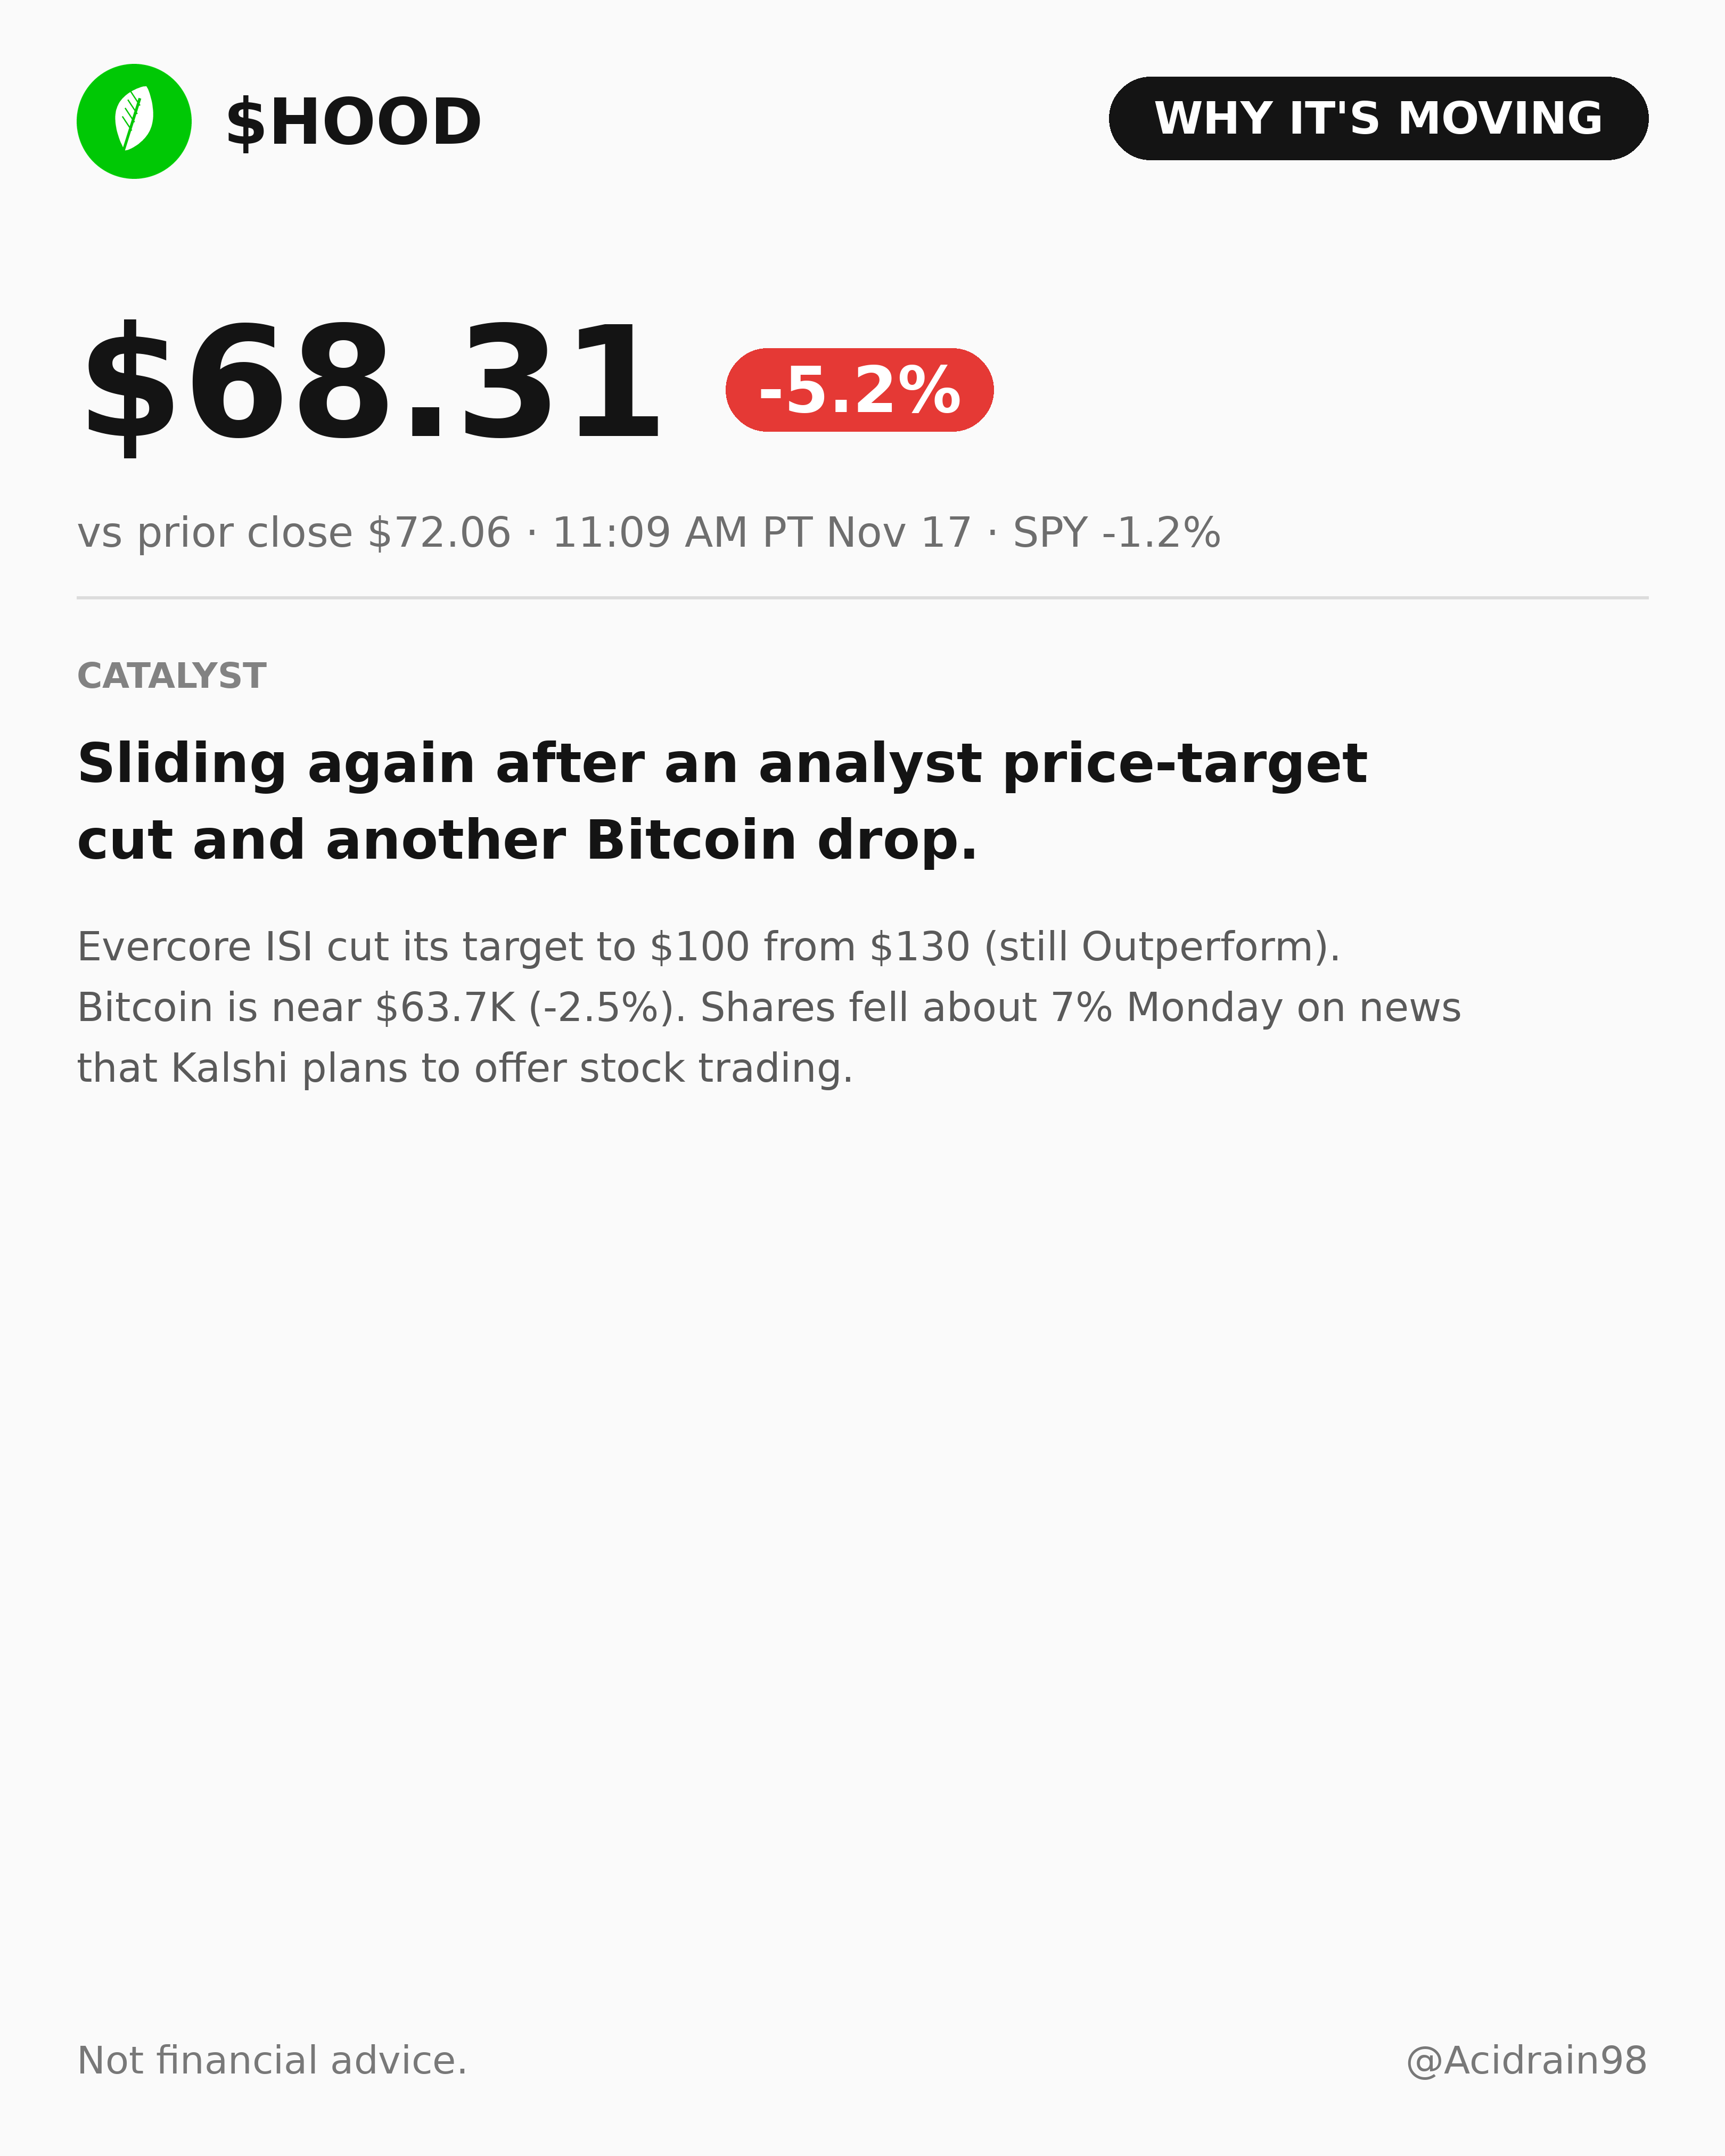 $HOOD
WHY IT'S MOVING
$68.31
-5.2%
vs prior close $72.06 · 11:09 AM PT Nov 17 · SPY -1.2%
CATALYST
Sliding again after an analyst price-target
cut and another Bitcoin drop.
Evercore ISI cut its target to $100 from $130 (still Outperform).
Bitcoin is near $63.7K (-2.5%). Shares fell about 7% Monday on news
that Kalshi plans to offer stock trading.
Not financial advice.
@Acidrain98